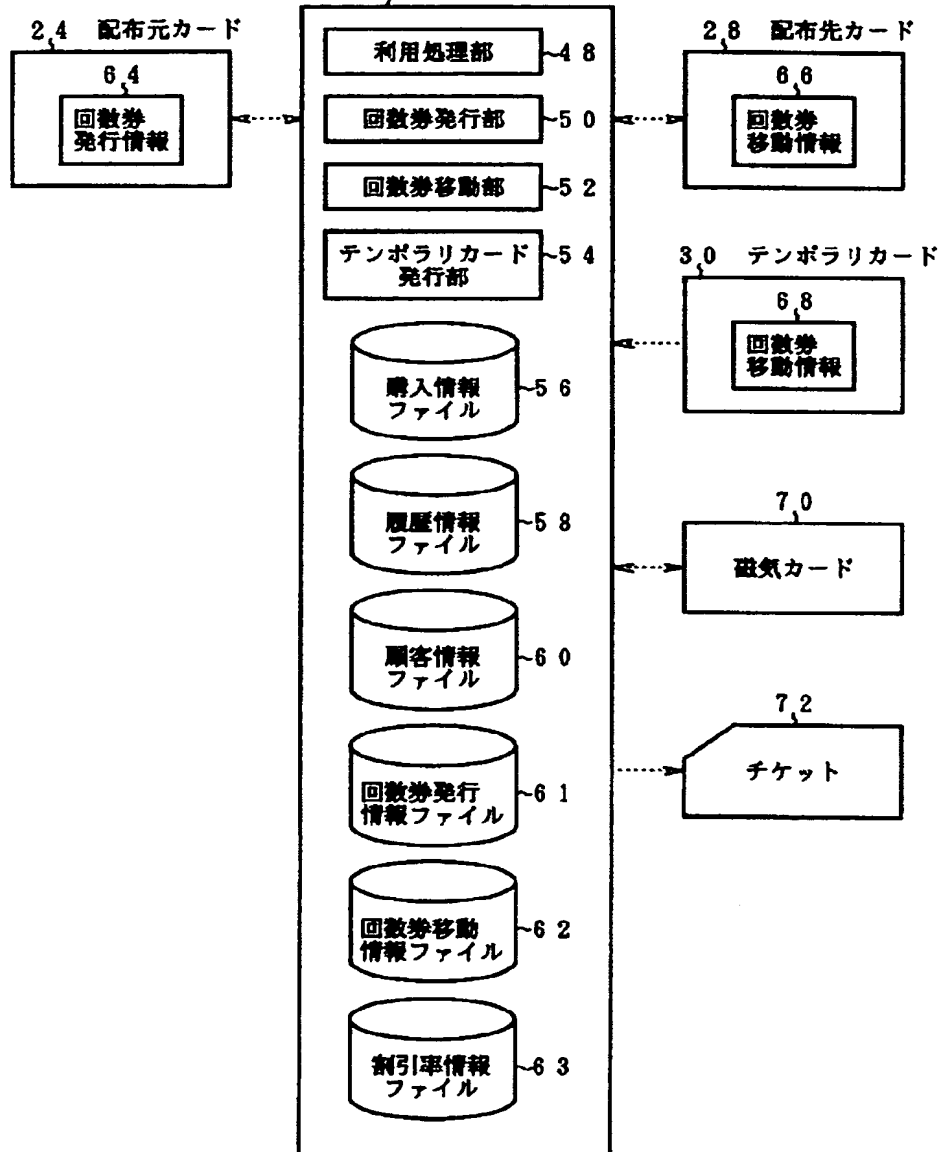 24 配布元カード
64
回数券
発行情報
利用処理部
48
回数券発行部
50
回数券移動部
52
テンポラリカード
発行部
54
購入情報
ファイル
56
履歴情報
ファイル
58
顧客情報
ファイル
60
回数券発行
情報ファイル
61
回数券移動
情報ファイル
62
割引率情報
ファイル
63
28 配布先カード
66
回数券
移動情報
30 テンポラリカード
68
回数券
移動情報
70
磁気カード
72
チケット